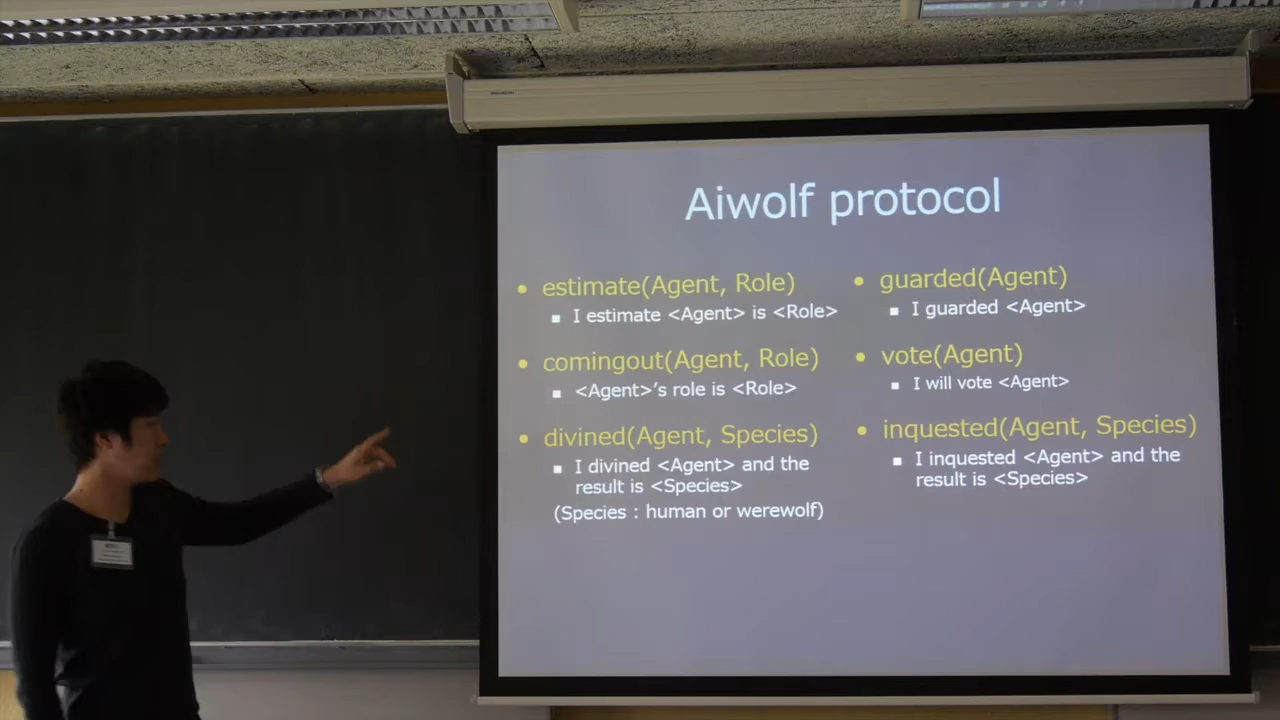 Aiwolf protocol
• estimate(Agent, Role)
▪ I estimate <Agent> is <Role>
• comingout(Agent, Role)
▪ <Agent>'s role is <Role>
• divined(Agent, Species)
▪ I divined <Agent> and the
result is <Species>
(Species : human or werewolf)
• guarded(Agent)
▪ I guarded <Agent>
• vote(Agent)
▪ I will vote <Agent>
• inquested(Agent, Species)
▪ I inquested <Agent> and the
result is <Species>